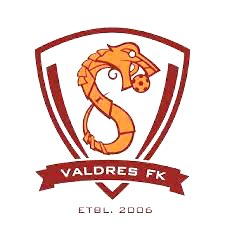 VALDRES FK
ETBL. 2006